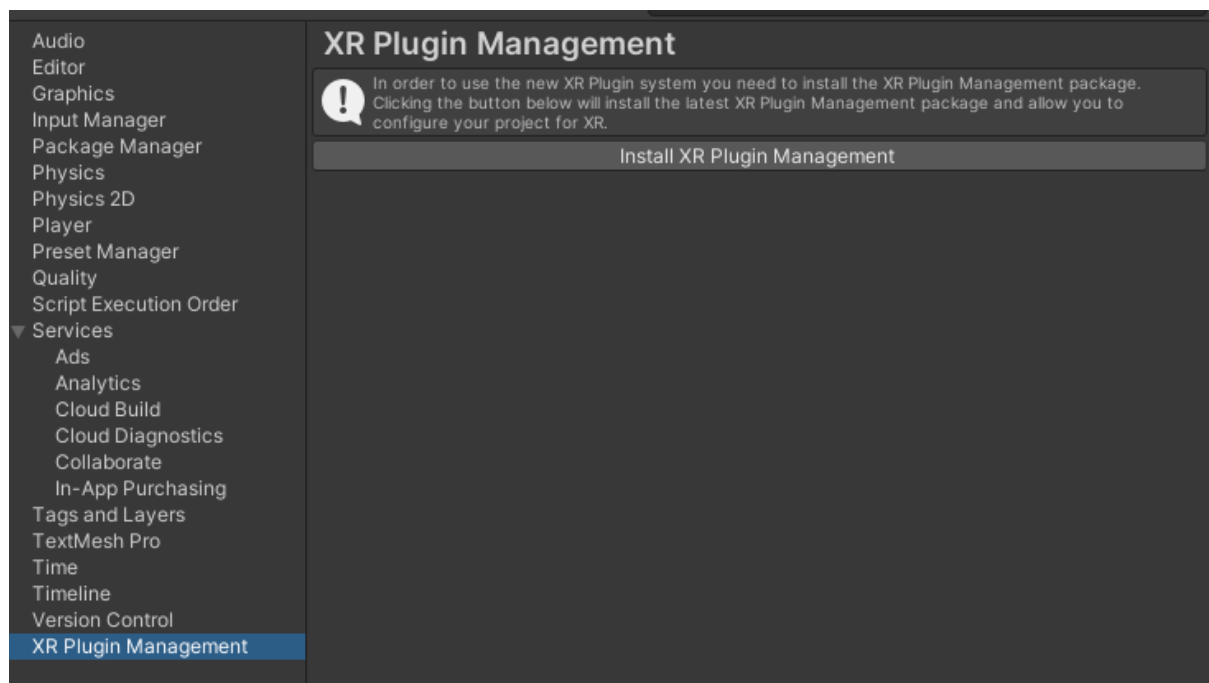 Audio
Editor
Graphics
Input Manager
Package Manager
Physics
Physics 2D
Player
Preset Manager
Quality
Script Execution Order
Services
Ads
Analytics
Cloud Build
Cloud Diagnostics
Collaborate
In-App Purchasing
Tags and Layers
TextMesh Pro
Time
Timeline
Version Control
XR Plugin Management
XR Plugin Management
In order to use the new XR Plugin system you need to install the XR Plugin Management package.
Clicking the button below will install the latest XR Plugin Management package and allow you to
configure your project for XR.
Install XR Plugin Management